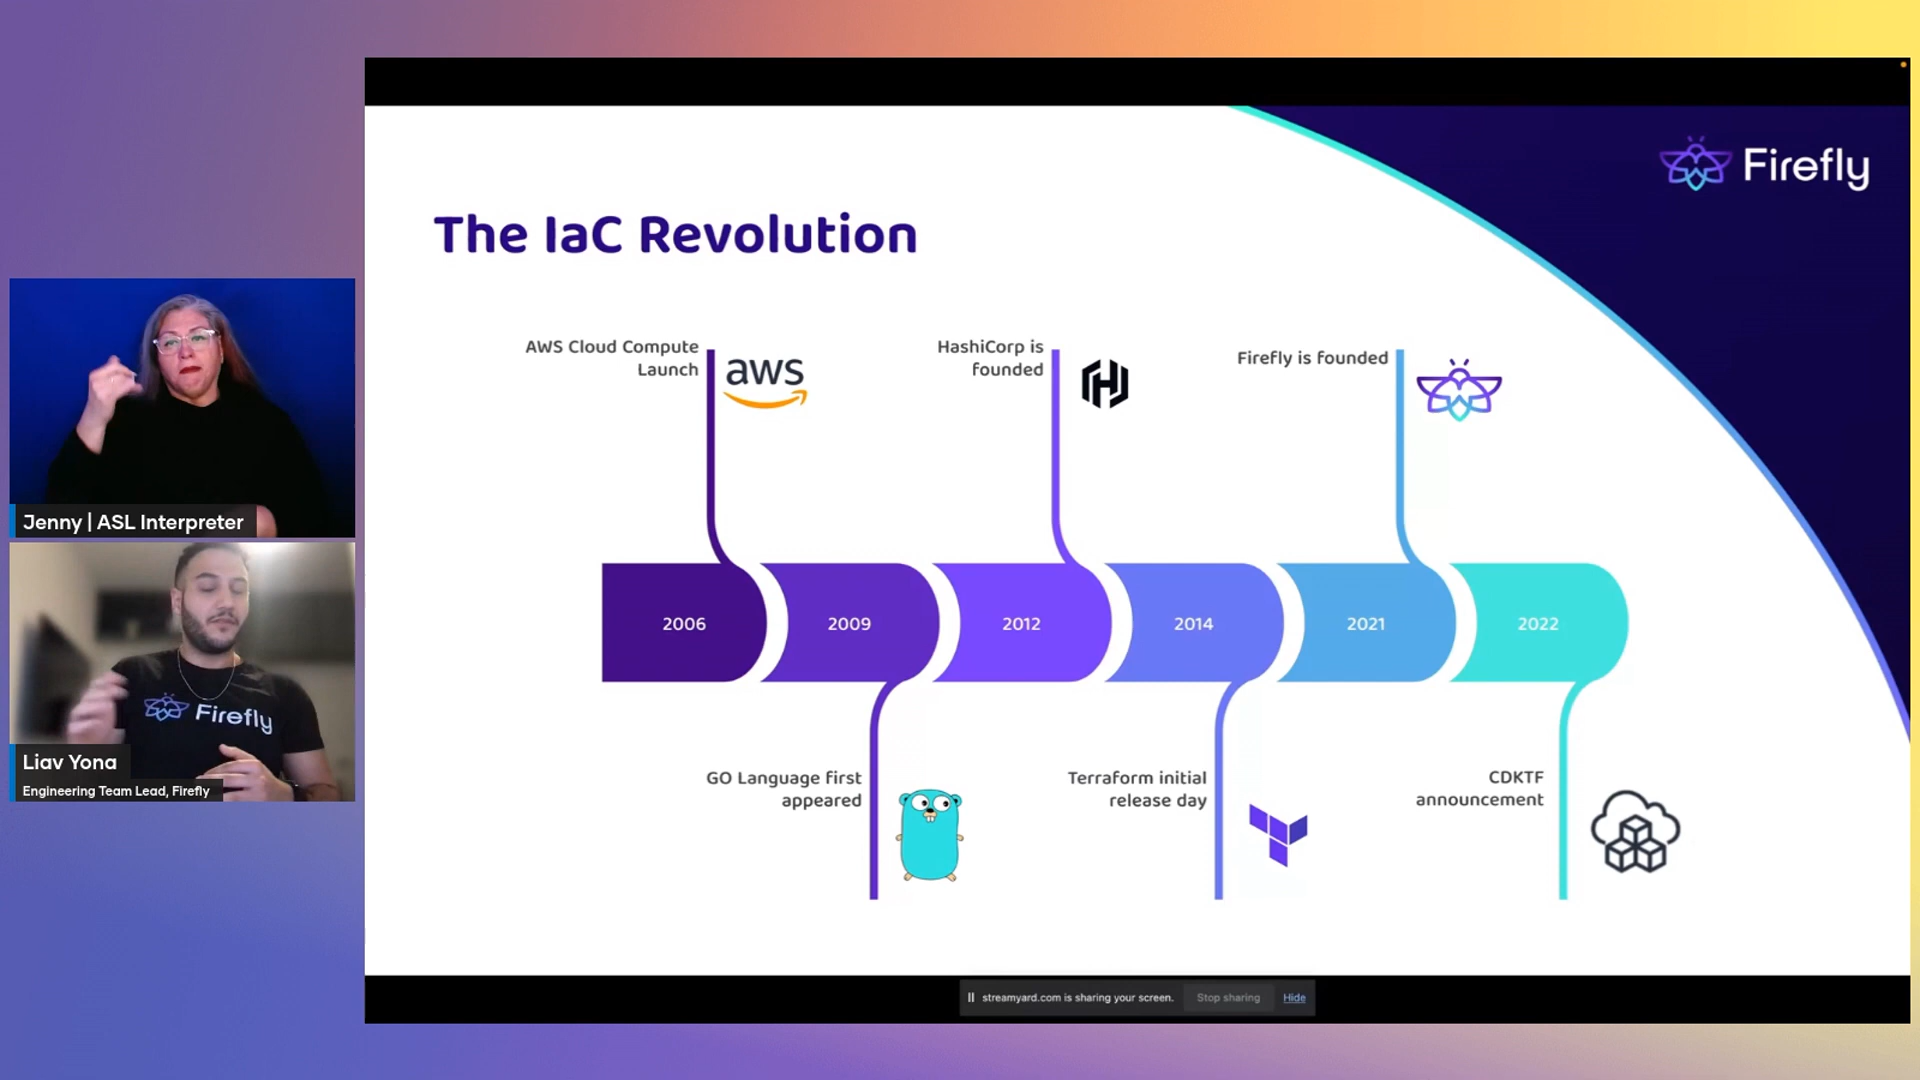 Firefly
The IaC Revolution
AWS Cloud Compute
Launch
aws
HashiCorp is
founded
Firefly is founded
2006
2009
2012
2014
2021
2022
GO Language first
appeared
Terraform initial
release day
CDKTF
announcement
Jenny | ASL Interpreter
Firefly
Liav Yona
Engineering Team Lead, Firefly
streamyard.com is sharing your screen.
Stop sharing
Hide